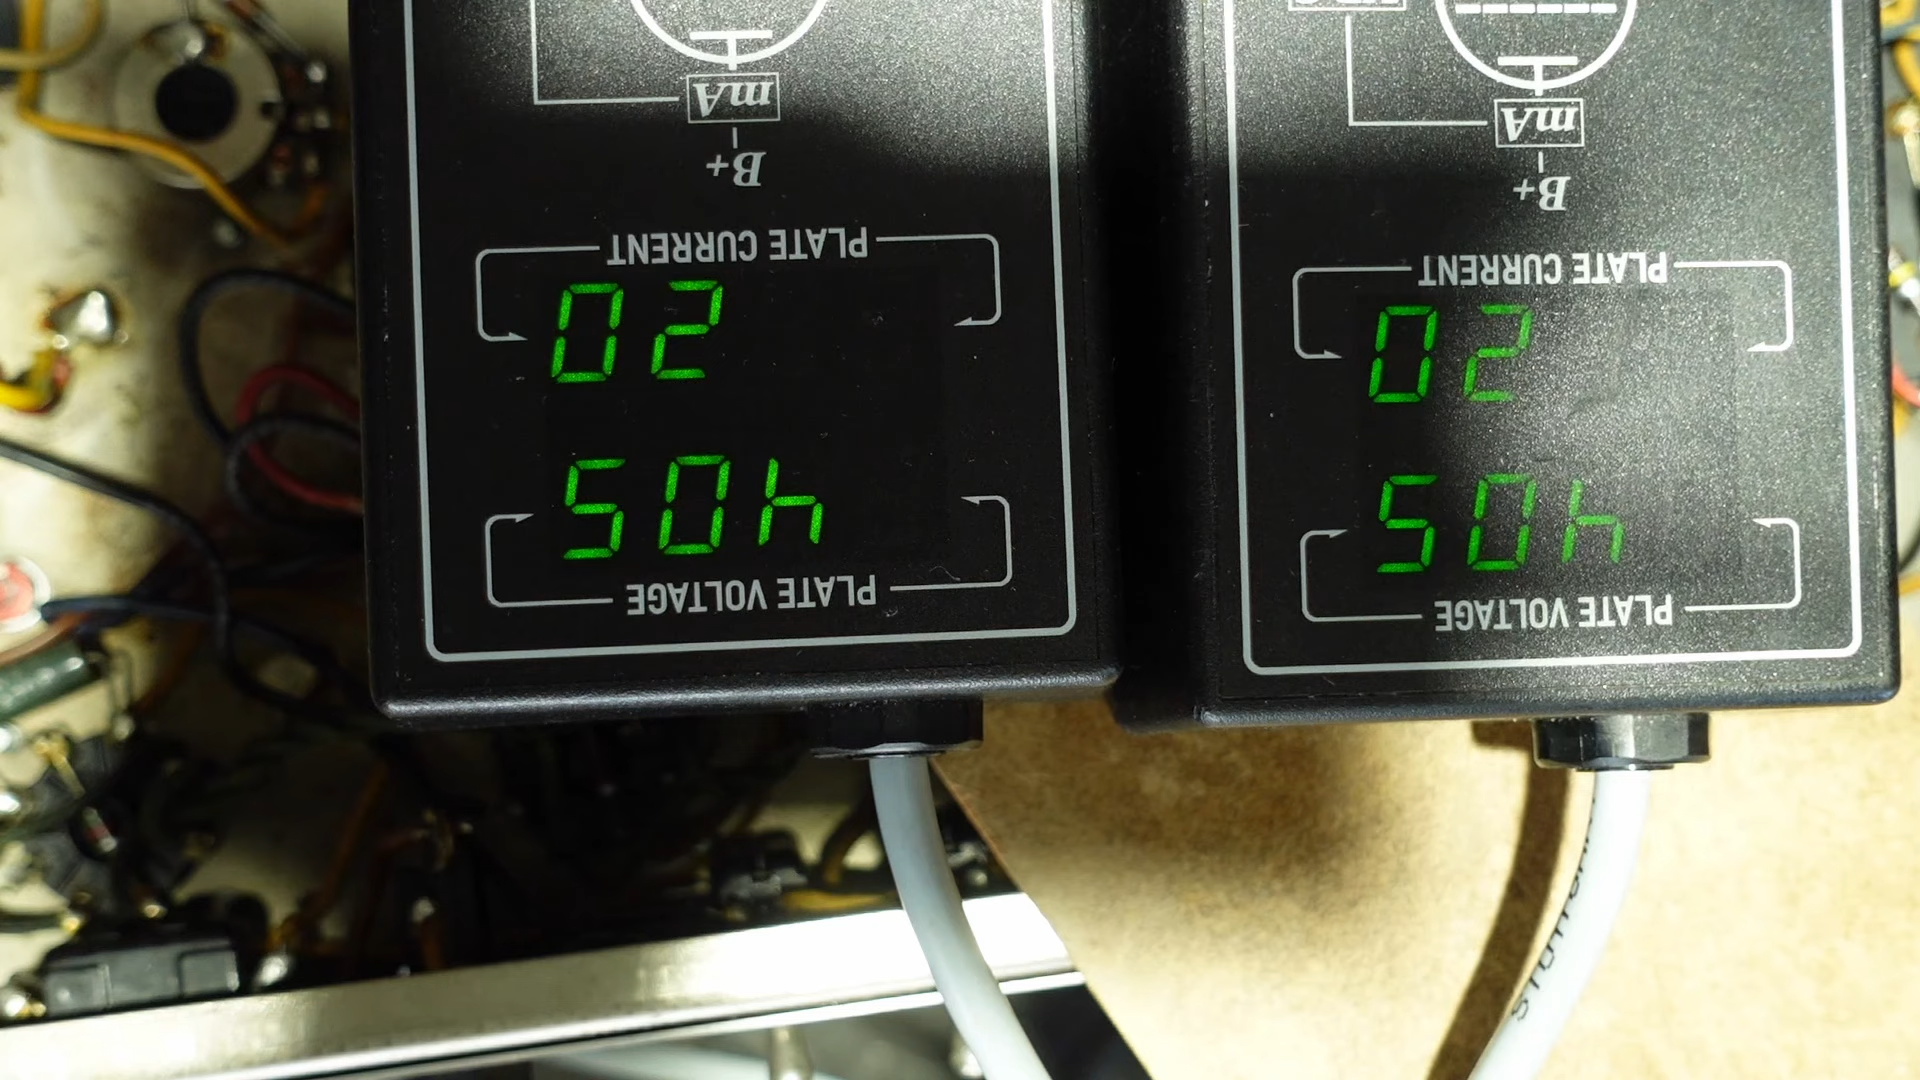 PLATE VOLTAGE
405
20
PLATE CURRENT
B+
mA
PLATE VOLTAGE
405
20
PLATE CURRENT
B+
mA